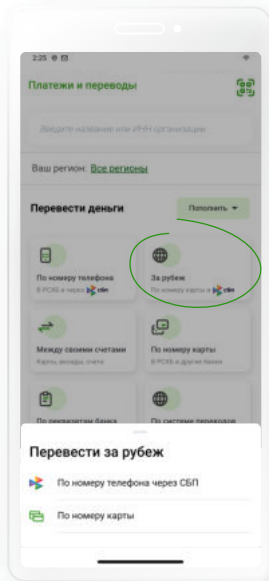 2:25
Платежи и переводы
Введите название или ИНН организации
Ваш регион: Все регионы
Перевести деньги
Пополнить
По номеру телефона
В РСХБ и через сбп
За рубеж
По номеру карты и сбп
Между своими счетами
Карты, вклады, счета
По номеру карты
В РСХБ и другие банки
По реквизитам банка
По системе переводов
Перевести за рубеж
По номеру телефона через СБП
По номеру карты